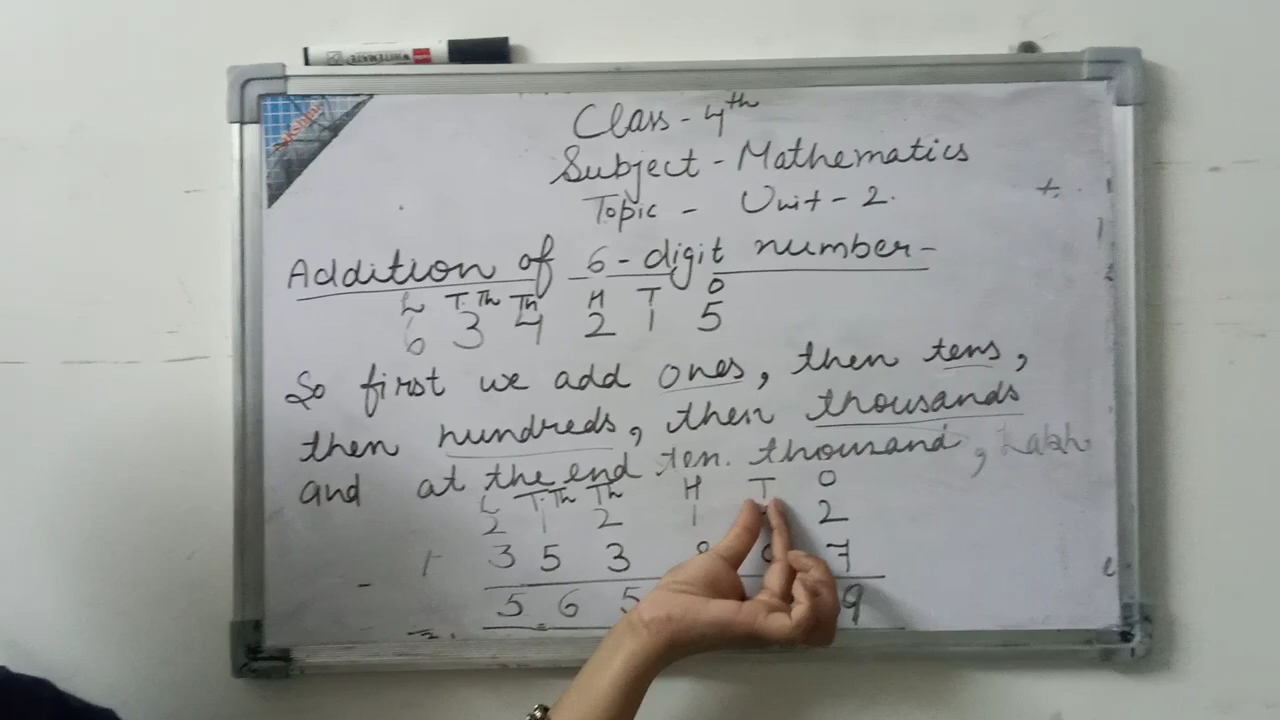 WHITEMATE
Class - 4th
Subject - Mathematics
Topic - Unit - 2.
Addition of 6 - digit number -
L T.Th Th H T O
6 3 4 2 1 5
So first we add ones, then tens,
then hundreds, then thousands
and at the end ten. thousand, Lakh
L T.Th Th H T O
2 1 2 1 2
+ 3 5 3 7
5 6 5 9